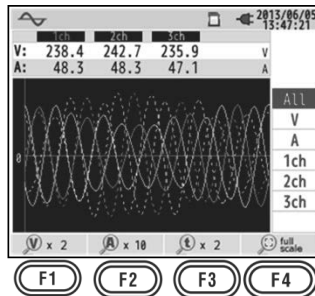 2013/06/05
13:47:21
1ch 2ch 3ch
V: 238.4 242.7 235.9 V
A: 48.3 48.3 47.1 A
All
V
A
1ch
2ch
3ch
0
V x 2 A x 10 t x 2 full scale
F1 F2 F3 F4